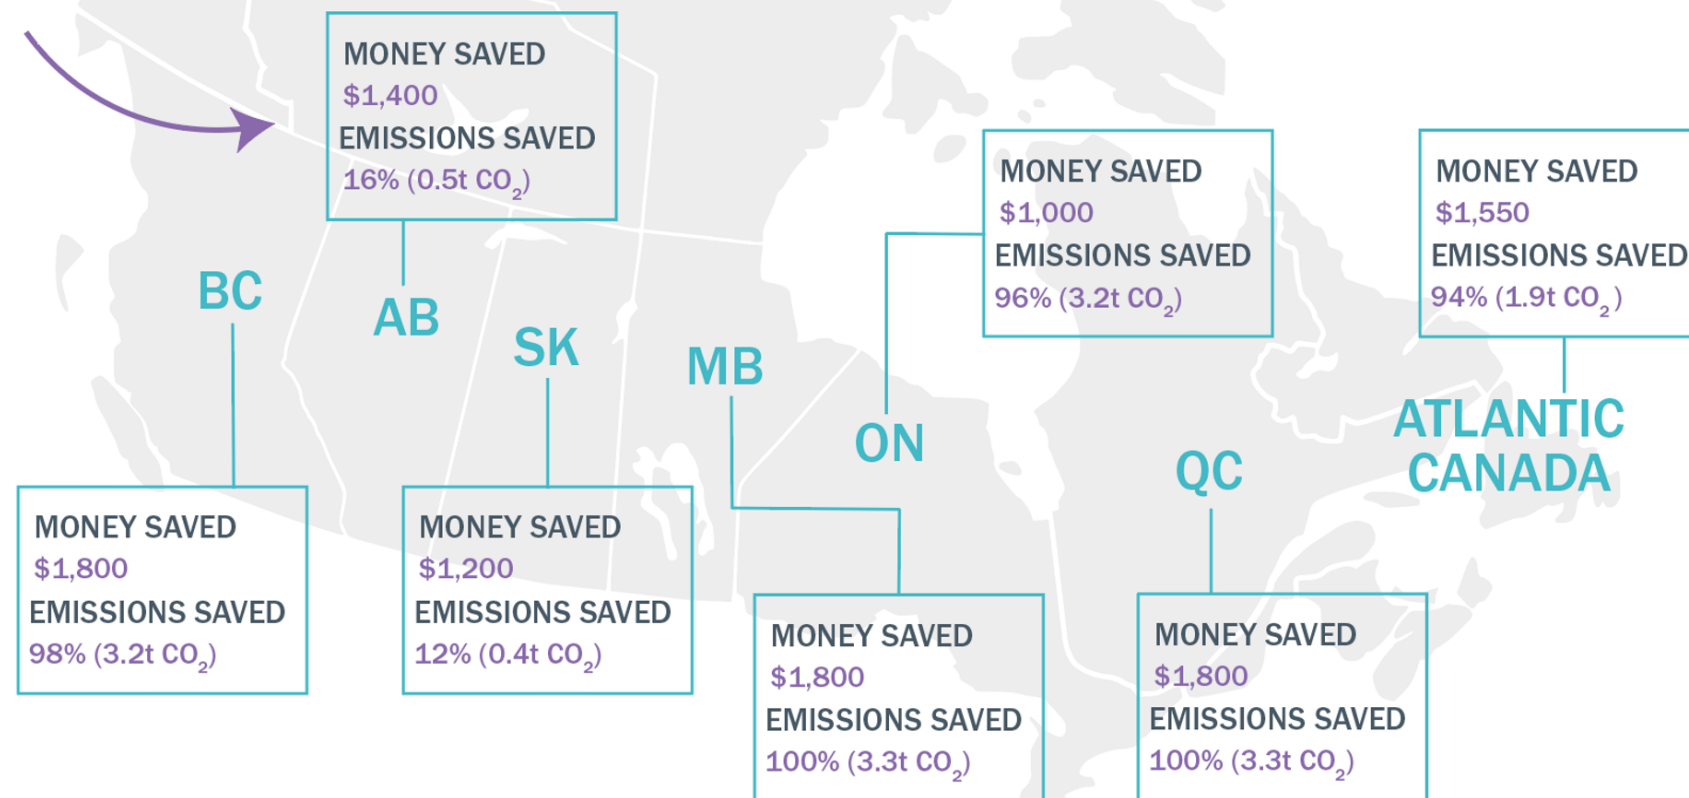 MONEY SAVED
$1,400
EMISSIONS SAVED
16% (0.5t CO₂)
MONEY SAVED
$1,000
EMISSIONS SAVED
96% (3.2t CO₂)
MONEY SAVED
$1,550
EMISSIONS SAVED
94% (1.9t CO₂ )
BC
AB
SK
MB
ON
QC
ATLANTIC
CANADA
MONEY SAVED
$1,800
EMISSIONS SAVED
98% (3.2t CO₂)
MONEY SAVED
$1,200
EMISSIONS SAVED
12% (0.4t CO₂)
MONEY SAVED
$1,800
EMISSIONS SAVED
100% (3.3t CO₂)
MONEY SAVED
$1,800
EMISSIONS SAVED
100% (3.3t CO₂)